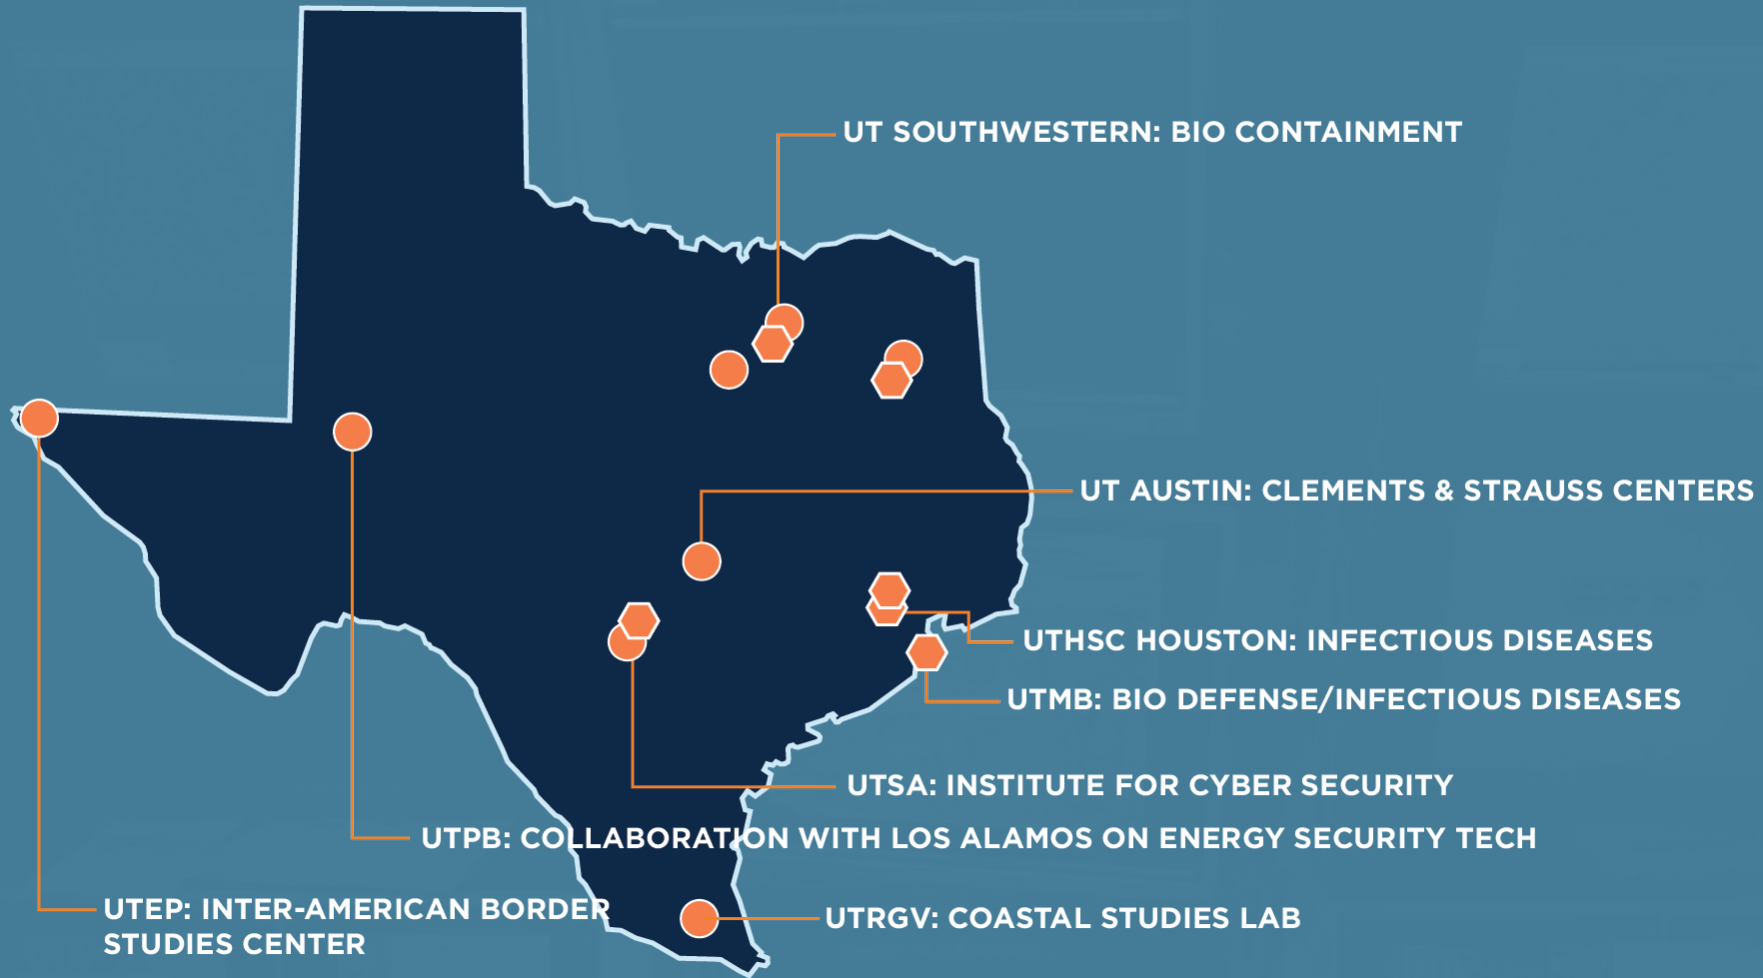 UT SOUTHWESTERN: BIO CONTAINMENT
UT AUSTIN: CLEMENTS & STRAUSS CENTERS
UTHSC HOUSTON: INFECTIOUS DISEASES
UTMB: BIO DEFENSE/INFECTIOUS DISEASES
UTSA: INSTITUTE FOR CYBER SECURITY
UTPB: COLLABORATION WITH LOS ALAMOS ON ENERGY SECURITY TECH
UTEP: INTER-AMERICAN BORDER
STUDIES CENTER
UTRGV: COASTAL STUDIES LAB